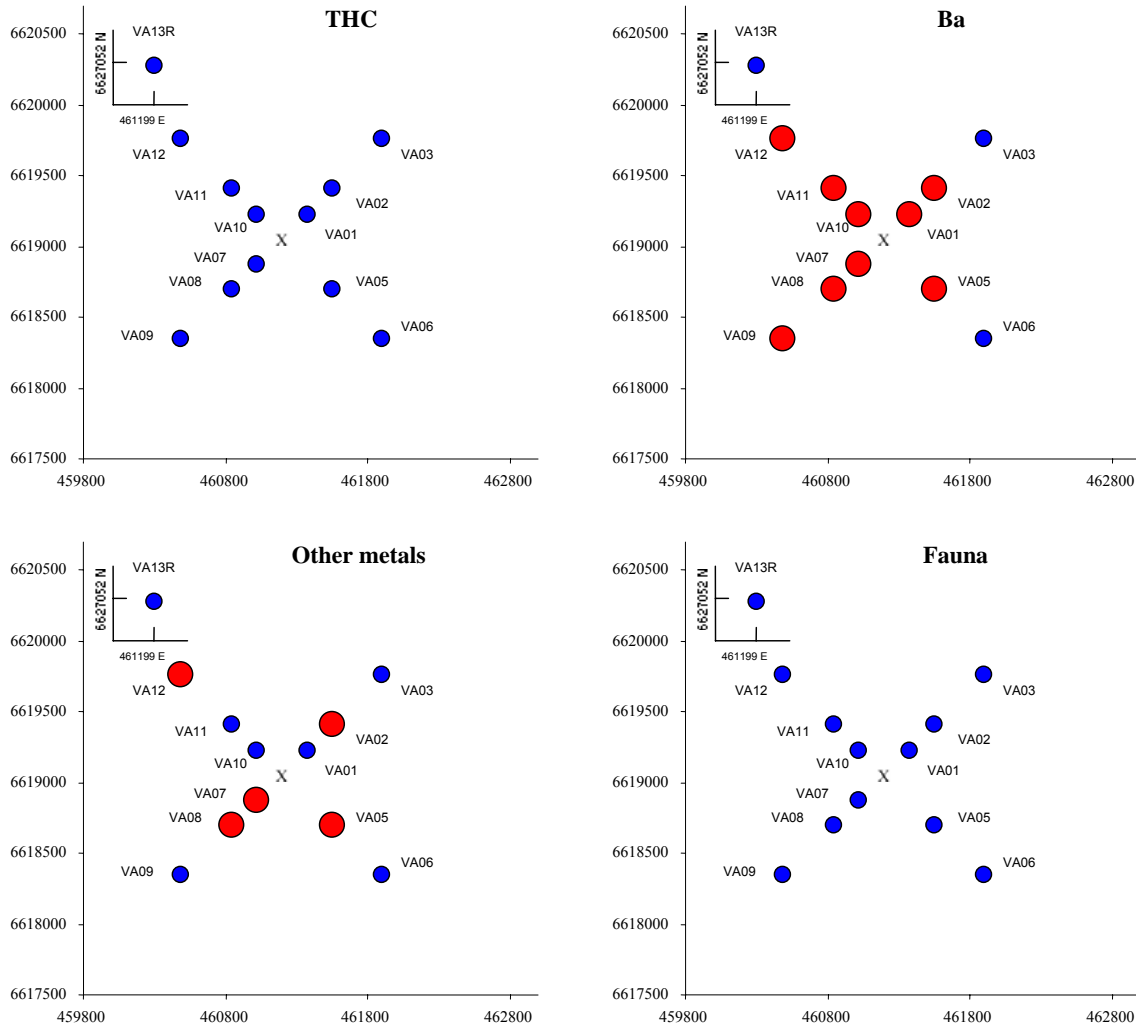 THC
6620500
6620000
6619500
6619000
6618500
6618000
6617500
459800
460800
461800
462800
VA13R
6627052 N
461199 E
VA12
VA03
VA11
VA02
VA10
VA01
X
VA07
VA08
VA05
VA09
VA06
Ba
6620500
6620000
6619500
6619000
6618500
6618000
6617500
459800
460800
461800
462800
VA13R
6627052 N
461199 E
VA12
VA03
VA11
VA02
VA10
VA01
X
VA07
VA08
VA05
VA09
VA06
Other metals
6620500
6620000
6619500
6619000
6618500
6618000
6617500
459800
460800
461800
462800
VA13R
6627052 N
461199 E
VA12
VA03
VA11
VA02
VA10
VA01
X
VA07
VA08
VA05
VA09
VA06
Fauna
6620500
6620000
6619500
6619000
6618500
6618000
6617500
459800
460800
461800
462800
VA13R
6627052 N
461199 E
VA12
VA03
VA11
VA02
VA10
VA01
X
VA07
VA08
VA05
VA09
VA06